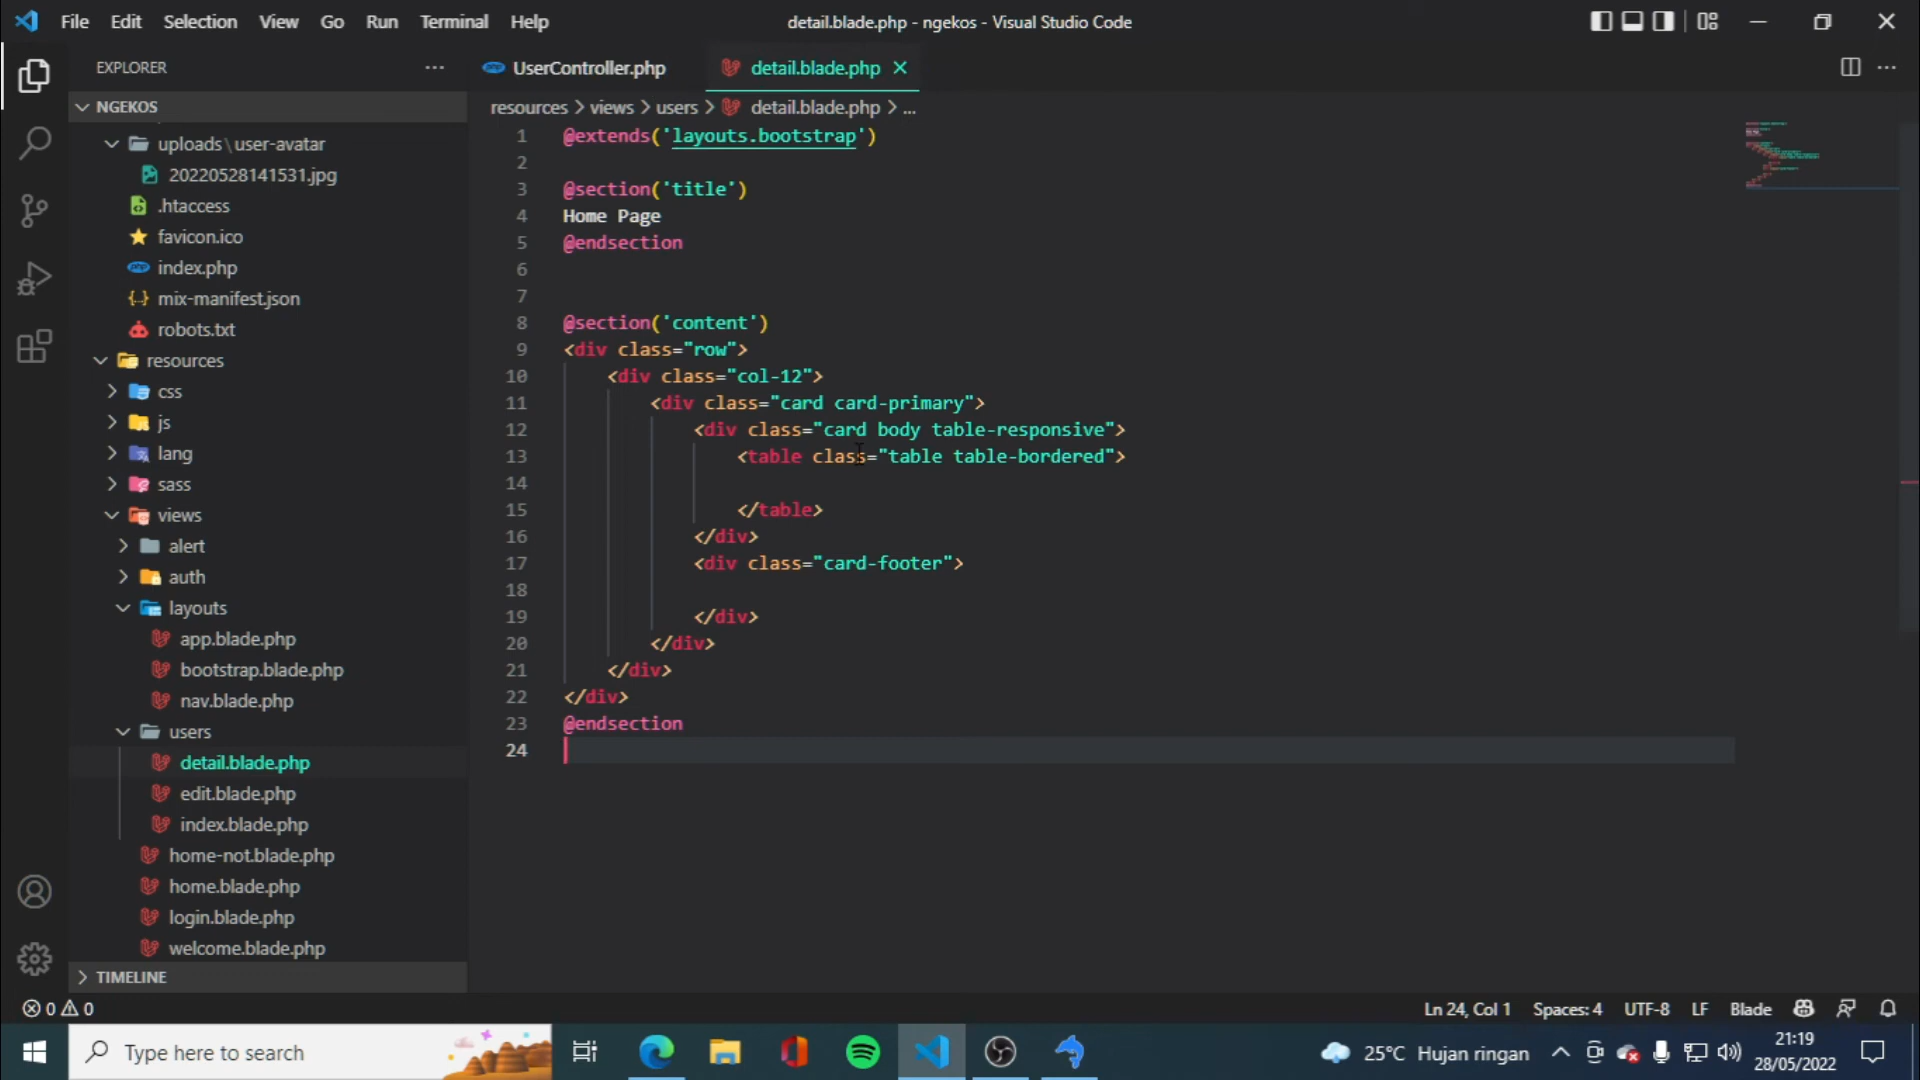 File Edit Selection View Go Run Terminal Help
detail.blade.php - ngekos - Visual Studio Code
EXPLORER
NGEKOS
uploads\user-avatar
20220528141531.jpg
.htaccess
favicon.ico
index.php
mix-manifest.json
robots.txt
resources
css
js
lang
sass
views
alert
auth
layouts
app.blade.php
bootstrap.blade.php
nav.blade.php
users
detail.blade.php
edit.blade.php
index.blade.php
home-not.blade.php
home.blade.php
login.blade.php
welcome.blade.php
TIMELINE
UserController.php
detail.blade.php
resources > views > users > detail.blade.php > ...
1 @extends('layouts.bootstrap')
2
3 @section('title')
4 Home Page
5 @endsection
6
7
8 @section('content')
9 <div class="row">
10 <div class="col-12">
11 <div class="card card-primary">
12 <div class="card body table-responsive">
13 <table class="table table-bordered">
14
15 </table>
16 </div>
17 <div class="card-footer">
18
19 </div>
20 </div>
21 </div>
22 </div>
23 @endsection
24
0 0
Ln 24, Col 1 Spaces: 4 UTF-8 LF Blade
Type here to search
25°C Hujan ringan
21:19
28/05/2022